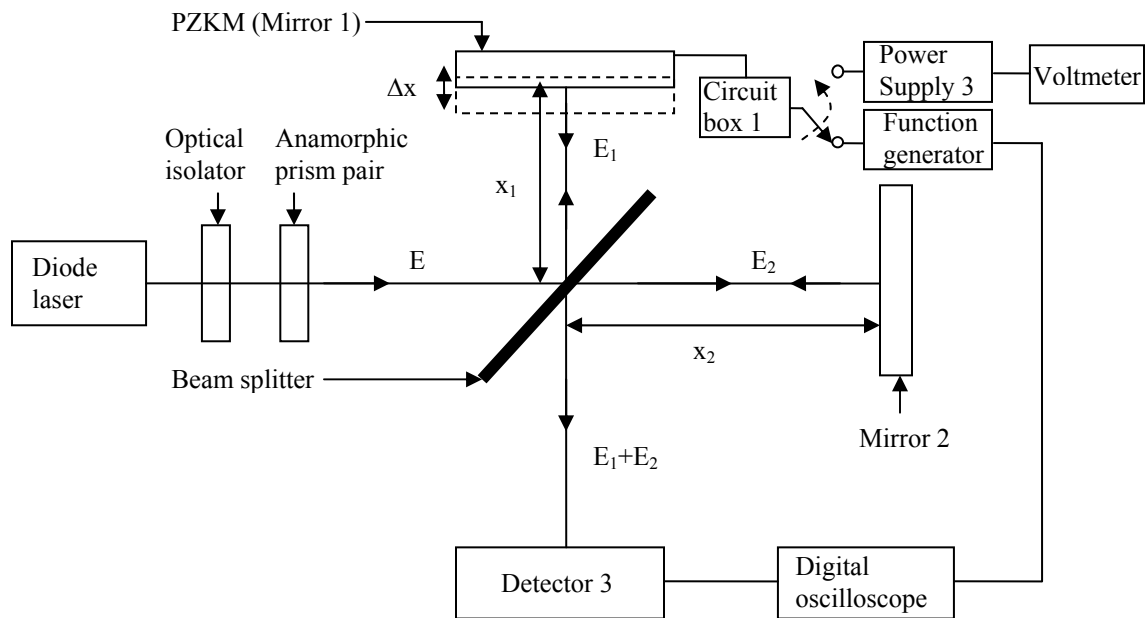 PZKM (Mirror 1)
Δx
Circuit
box 1
Power
Supply 3
Voltmeter
Function
generator
Optical
isolator
Anamorphic
prism pair
E₁
x₁
Diode
laser
E
E₂
x₂
Beam splitter
Mirror 2
E₁+E₂
Detector 3
Digital
oscilloscope